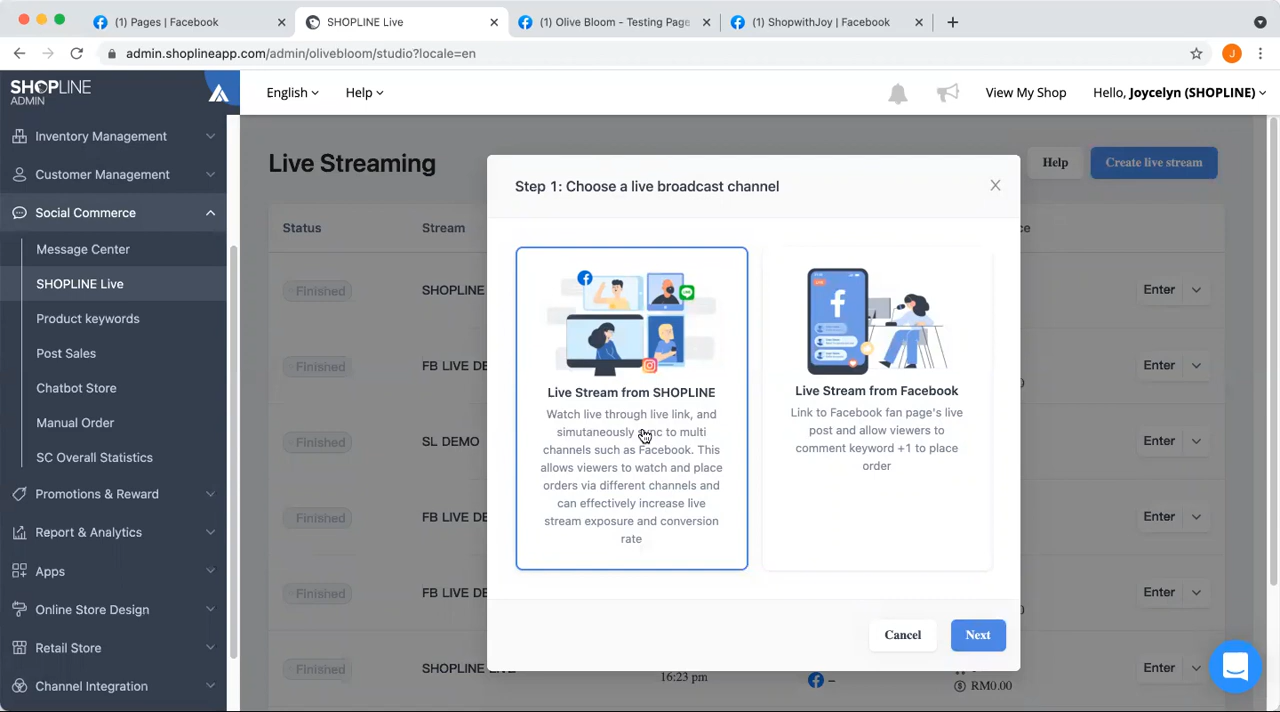 (1) Pages | Facebook
SHOPLINE Live
(1) Olive Bloom - Testing Page
(1) ShopwithJoy | Facebook
admin.shoplineapp.com/admin/olivebloom/studio?locale=en
J
SHOPLINE
ADMIN
English
Help
View My Shop
Hello, Joycelyn (SHOPLINE)
Inventory Management
Customer Management
Social Commerce
Message Center
SHOPLINE Live
Product keywords
Post Sales
Chatbot Store
Manual Order
SC Overall Statistics
Promotions & Reward
Report & Analytics
Apps
Online Store Design
Retail Store
Channel Integration
Live Streaming
Help
Create live stream
Status
Stream
Finished
SHOPLINE
Enter
Finished
FB LIVE DE
Enter
Finished
SL DEMO
Enter
Finished
FB LIVE DE
Enter
Finished
FB LIVE DE
Enter
Finished
Enter
16:23 pm
–
RM0.00
Step 1: Choose a live broadcast channel
Live Stream from SHOPLINE
Watch live through live link, and
simutaneously sync to multi
channels such as Facebook. This
allows viewers to watch and place
orders via different channels and
can effectively increase live
stream exposure and conversion
rate
Live Stream from Facebook
Link to Facebook fan page's live
post and allow viewers to
comment keyword +1 to place
order
Cancel
Next